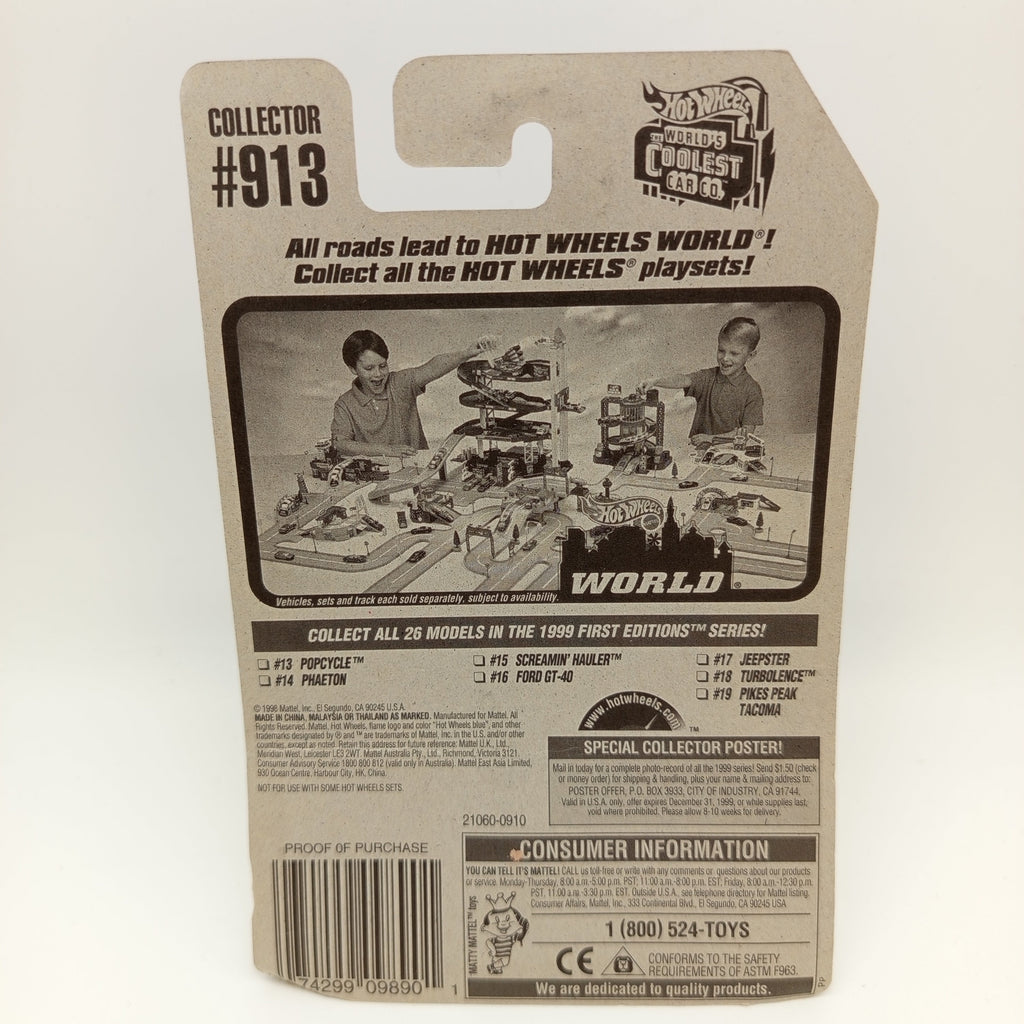 COLLECTOR
#913
HOT WHEELS
THE WORLD'S
COOLEST
CAR CO.™
All roads lead to HOT WHEELS WORLD®!
Collect all the HOT WHEELS® playsets!
HOT WHEELS
WORLD®
Vehicles, sets and track each sold separately, subject to availability.
COLLECT ALL 26 MODELS IN THE 1999 FIRST EDITIONS™ SERIES!
#13 POPCYCLE™
#14 PHAETON
#15 SCREAMIN' HAULER™
#16 FORD GT-40
#17 JEEPSTER
#18 TURBOLENCE™
#19 PIKES PEAK
TACOMA
© 1998 Mattel, Inc., El Segundo, CA 90245 U.S.A.
MADE IN CHINA, MALAYSIA OR THAILAND AS MARKED. Manufactured for Mattel. All
Rights Reserved. Mattel, Hot Wheels, flame logo and color "Hot Wheels blue", and other
trademarks designated by ® and ™ are trademarks of Mattel, Inc. in the U.S. and/or other
countries, except as noted. Retain this address for future reference: Mattel U.K., Ltd.,
Meridian West, Leicester LE3 2WT. Mattel Australia Pty., Ltd., Richmond, Victoria 3121.
Consumer Advisory Service 1800 800 812 (valid only in Australia). Mattel East Asia Limited,
930 Ocean Centre, Harbour City, HK, China.
NOT FOR USE WITH SOME HOT WHEELS SETS.
www.hotwheels.com™
SPECIAL COLLECTOR POSTER!
Mail in today for a complete photo-record of all the 1999 series! Send $1.50 (check
or money order) for shipping & handling, plus your name & mailing address to:
POSTER OFFER, P.O. BOX 3933, CITY OF INDUSTRY, CA 91744.
Valid in U.S.A. only, offer expires December 31, 1999, or while supplies last,
void where prohibited. Please allow 8-10 weeks for delivery.
21060-0910
PROOF OF PURCHASE
74299 09890 1
CONSUMER INFORMATION
YOU CAN TELL IT'S MATTEL! CALL us toll-free or write with any comments or questions about our products
or service. Monday-Thursday, 8:00 a.m.-5:00 p.m. PST; 11:00 a.m.-8:00 p.m. EST; Friday, 8:00 a.m.-12:30 p.m.
PST, 11:00 a.m.-3:30 p.m. EST. Outside U.S.A., see telephone directory for Mattel listing.
Consumer Affairs, Mattel, Inc., 333 Continental Blvd., El Segundo, CA 90245 USA
MATTY MATTEL™ toys
1 (800) 524-TOYS
CE
CONFORMS TO THE SAFETY
REQUIREMENTS OF ASTM F963.
We are dedicated to quality products.
PP